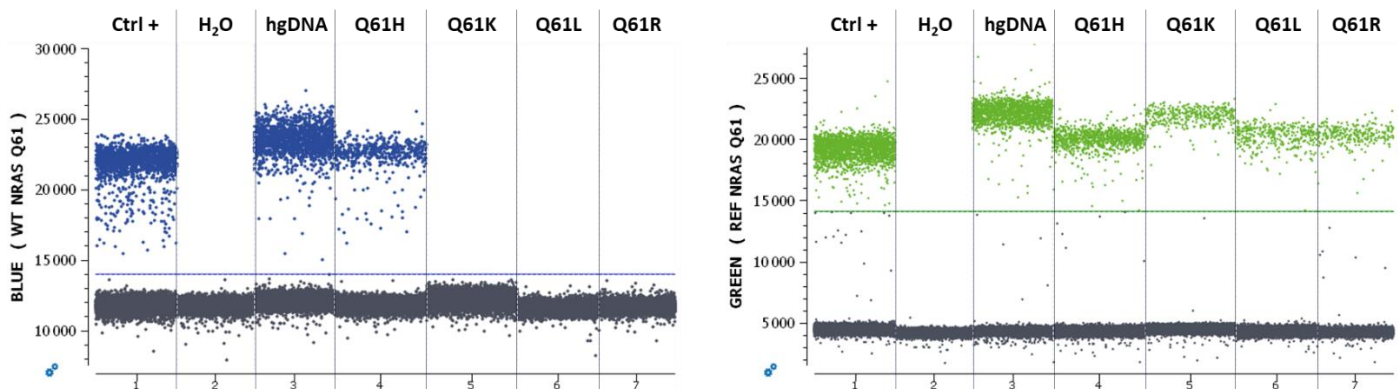 Ctrl + H₂O hgDNA Q61H Q61K Q61L Q61R
BLUE ( WT NRAS Q61)
30 000
25 000
20 000
15 000
10 000
1 2 3 4 5 6 7
Ctrl + H₂O hgDNA Q61H Q61K Q61L Q61R
GREEN ( REF NRAS Q61 )
25 000
20 000
15 000
10 000
5 000
1 2 3 4 5 6 7